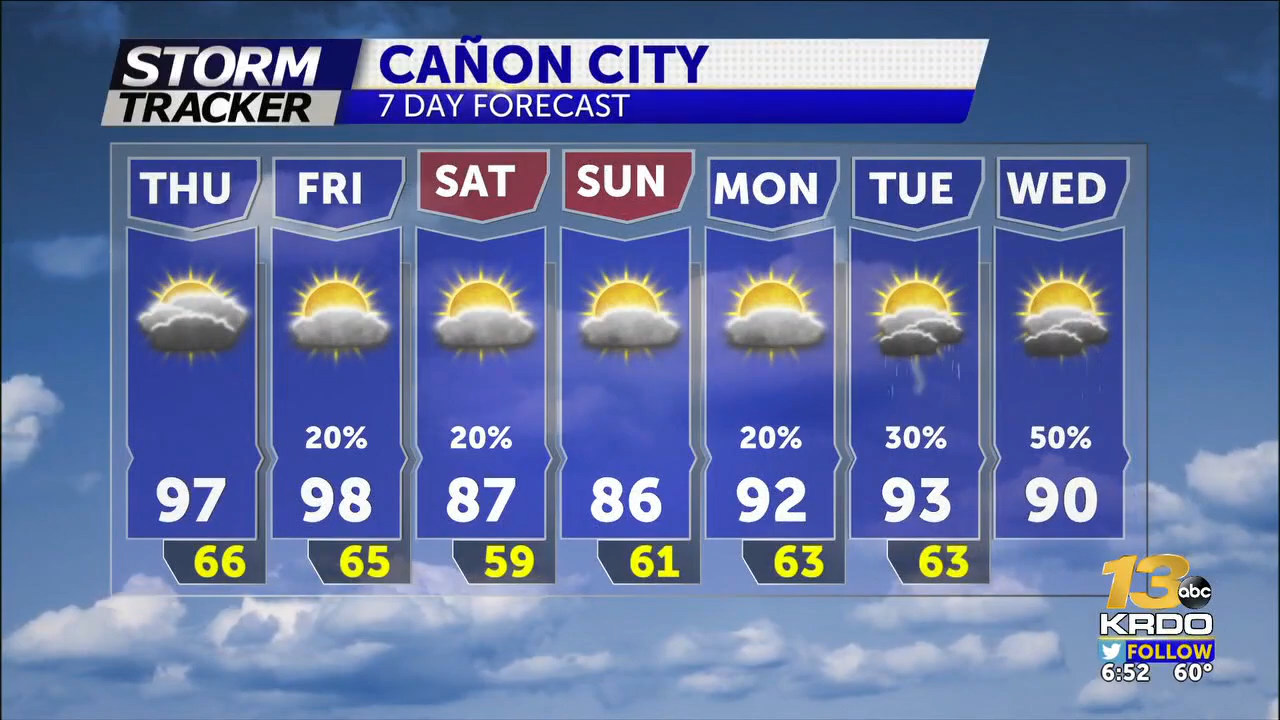 STORM
TRACKER
CAÑON CITY
7 DAY FORECAST
THU FRI SAT SUN MON TUE WED
20% 20% 20% 30% 50%
97 98 87 86 92 93 90
66 65 59 61 63 63
13 abc
KRDO
FOLLOW
6:52 60°